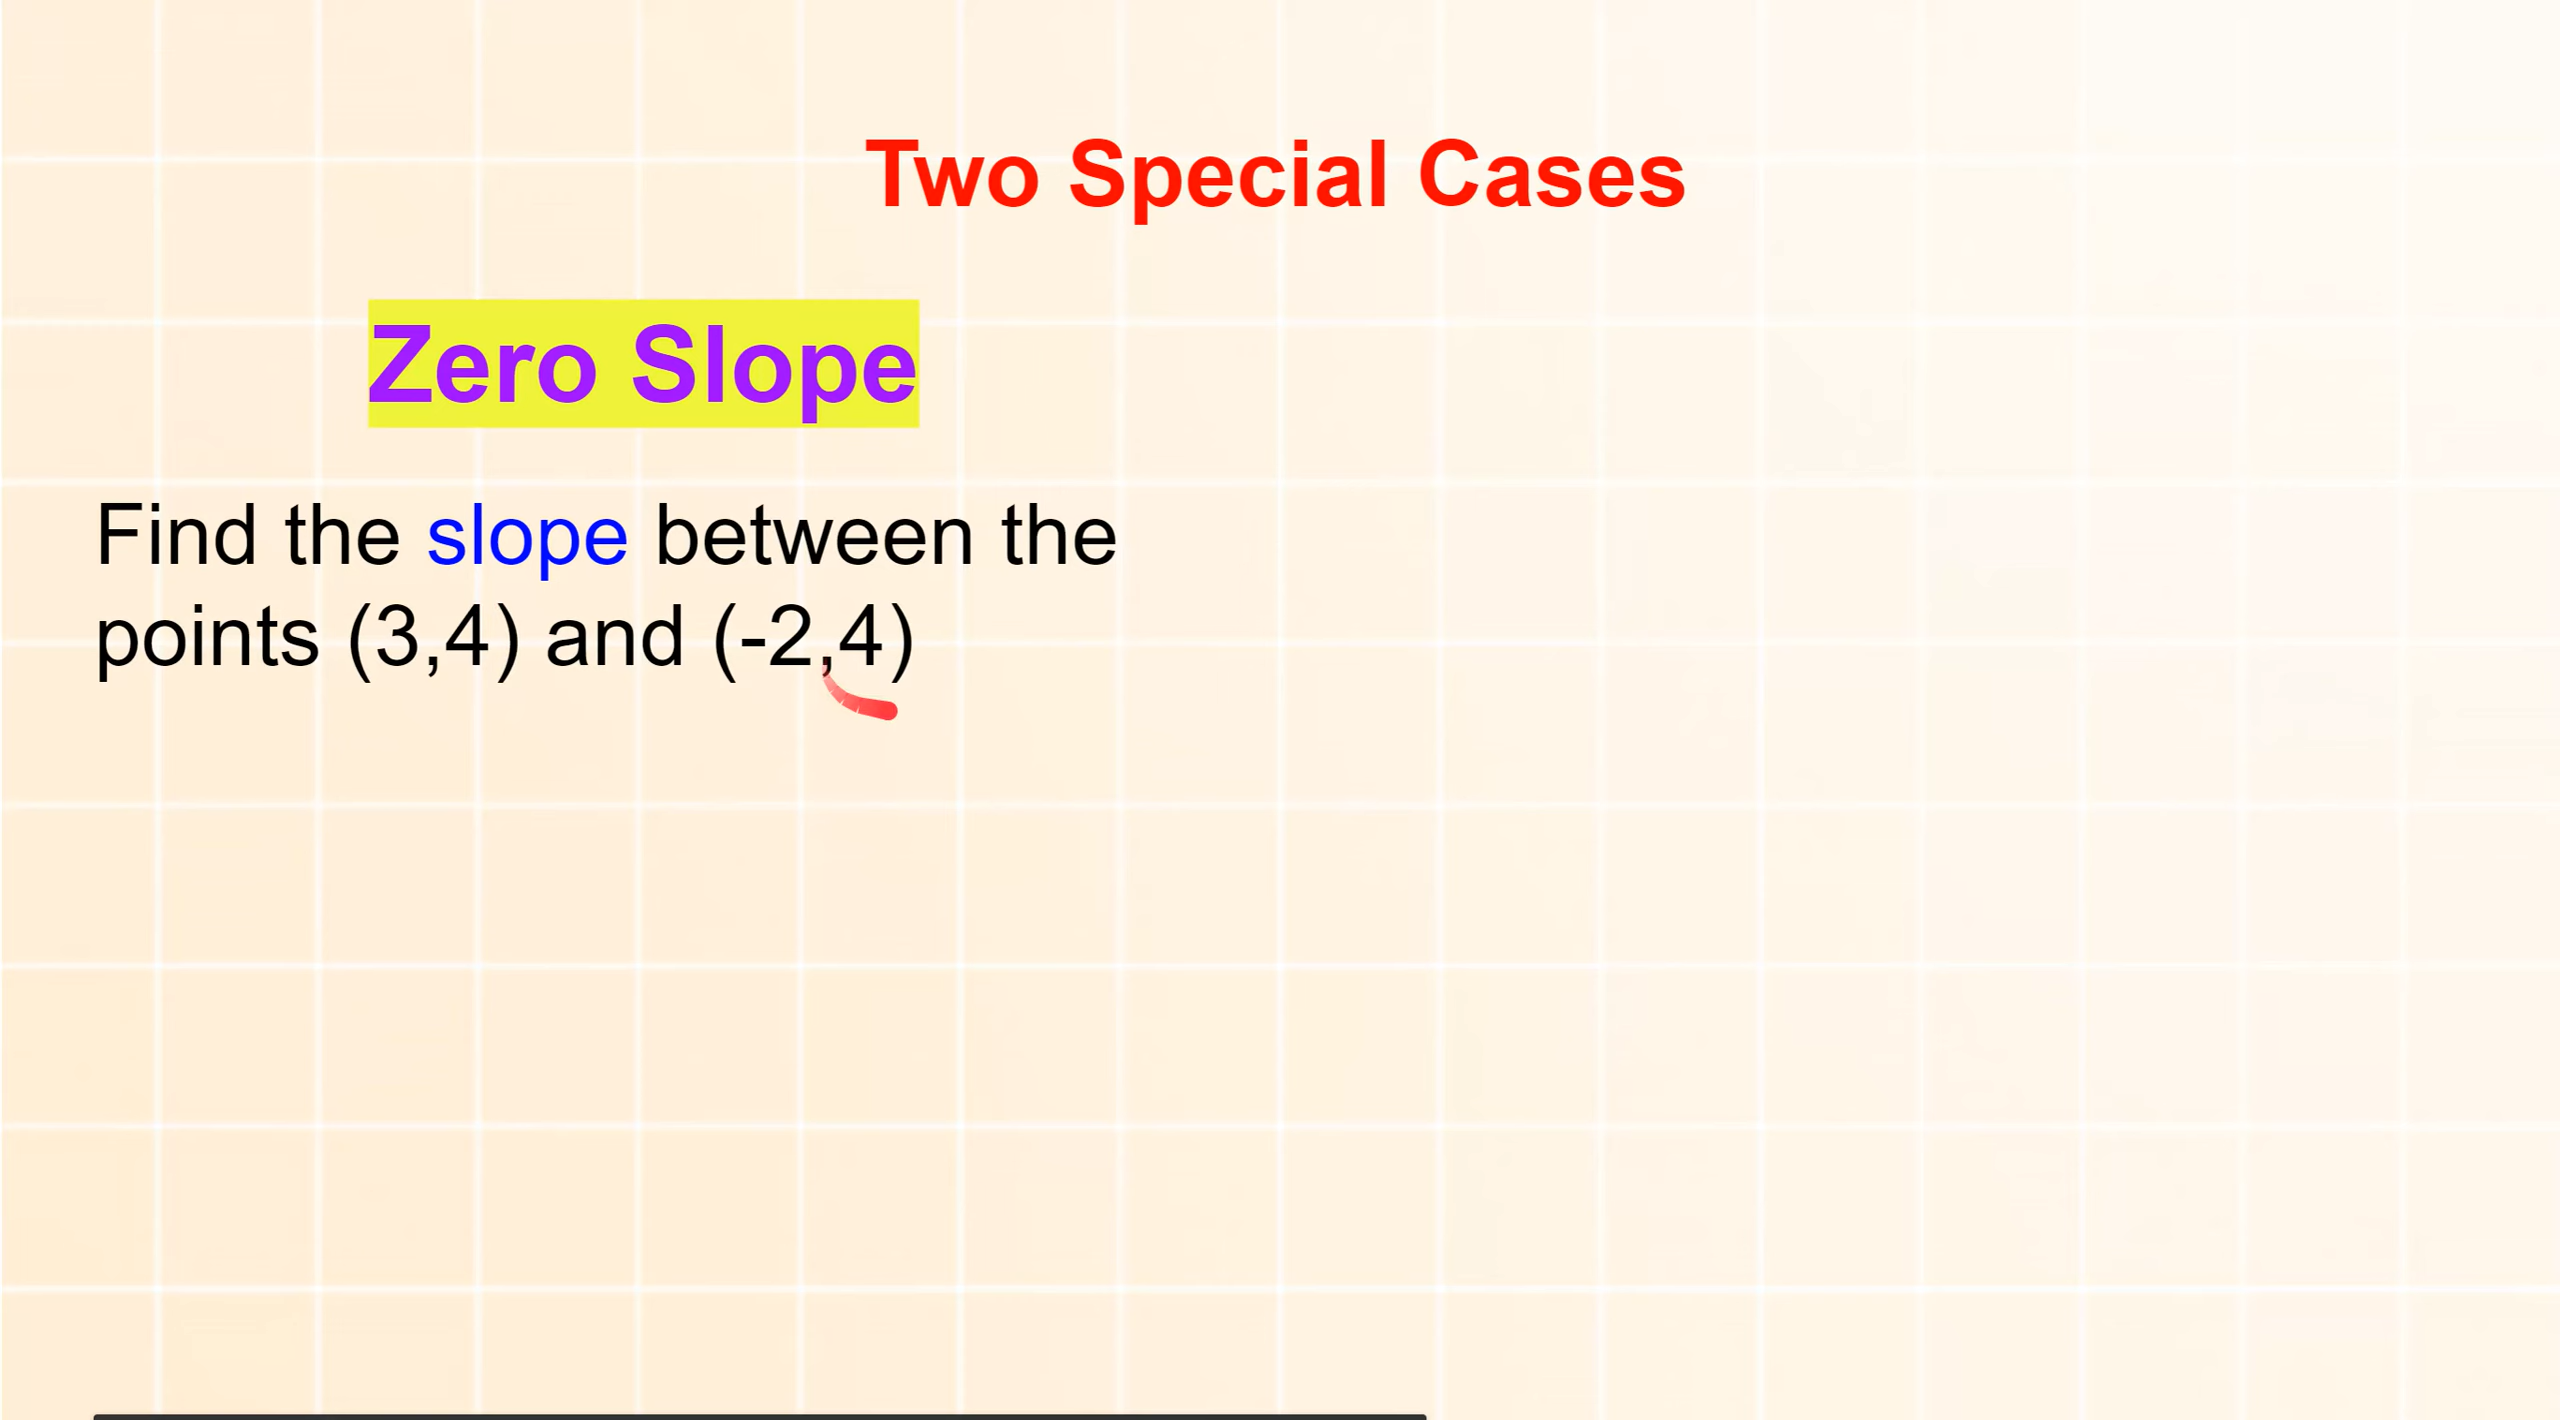 Two Special Cases
Zero Slope
Find the slope between the
points (3,4) and (-2,4)